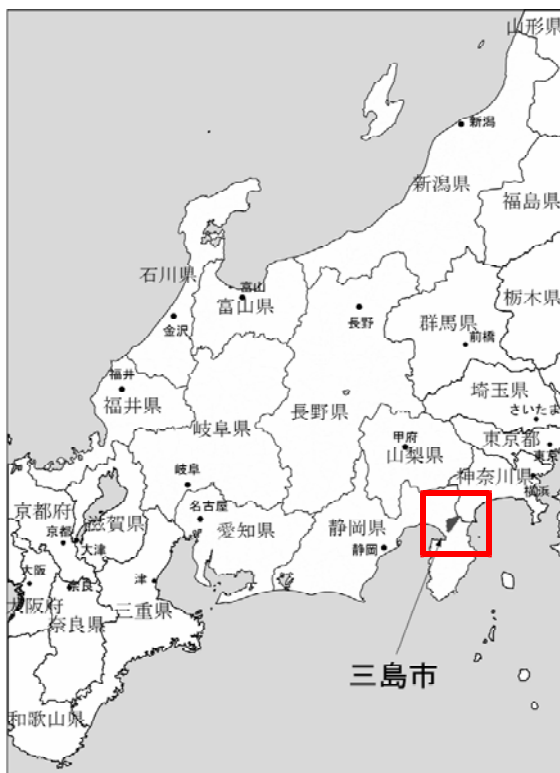 山形県
新潟
新潟県
福島県
石川県
富山
富山県
栃木県
長野
群馬県
前橋
金沢
福井
福井県
埼玉県
さいたま
岐阜県
長野県
甲府
山梨県
東京都
東京
神奈川県
横浜
岐阜
名古屋
愛知県
静岡県
静岡
京都府
京都
滋賀県
大津
大阪
大阪府
奈良
奈良県
津
三重県
三島市
和歌山県